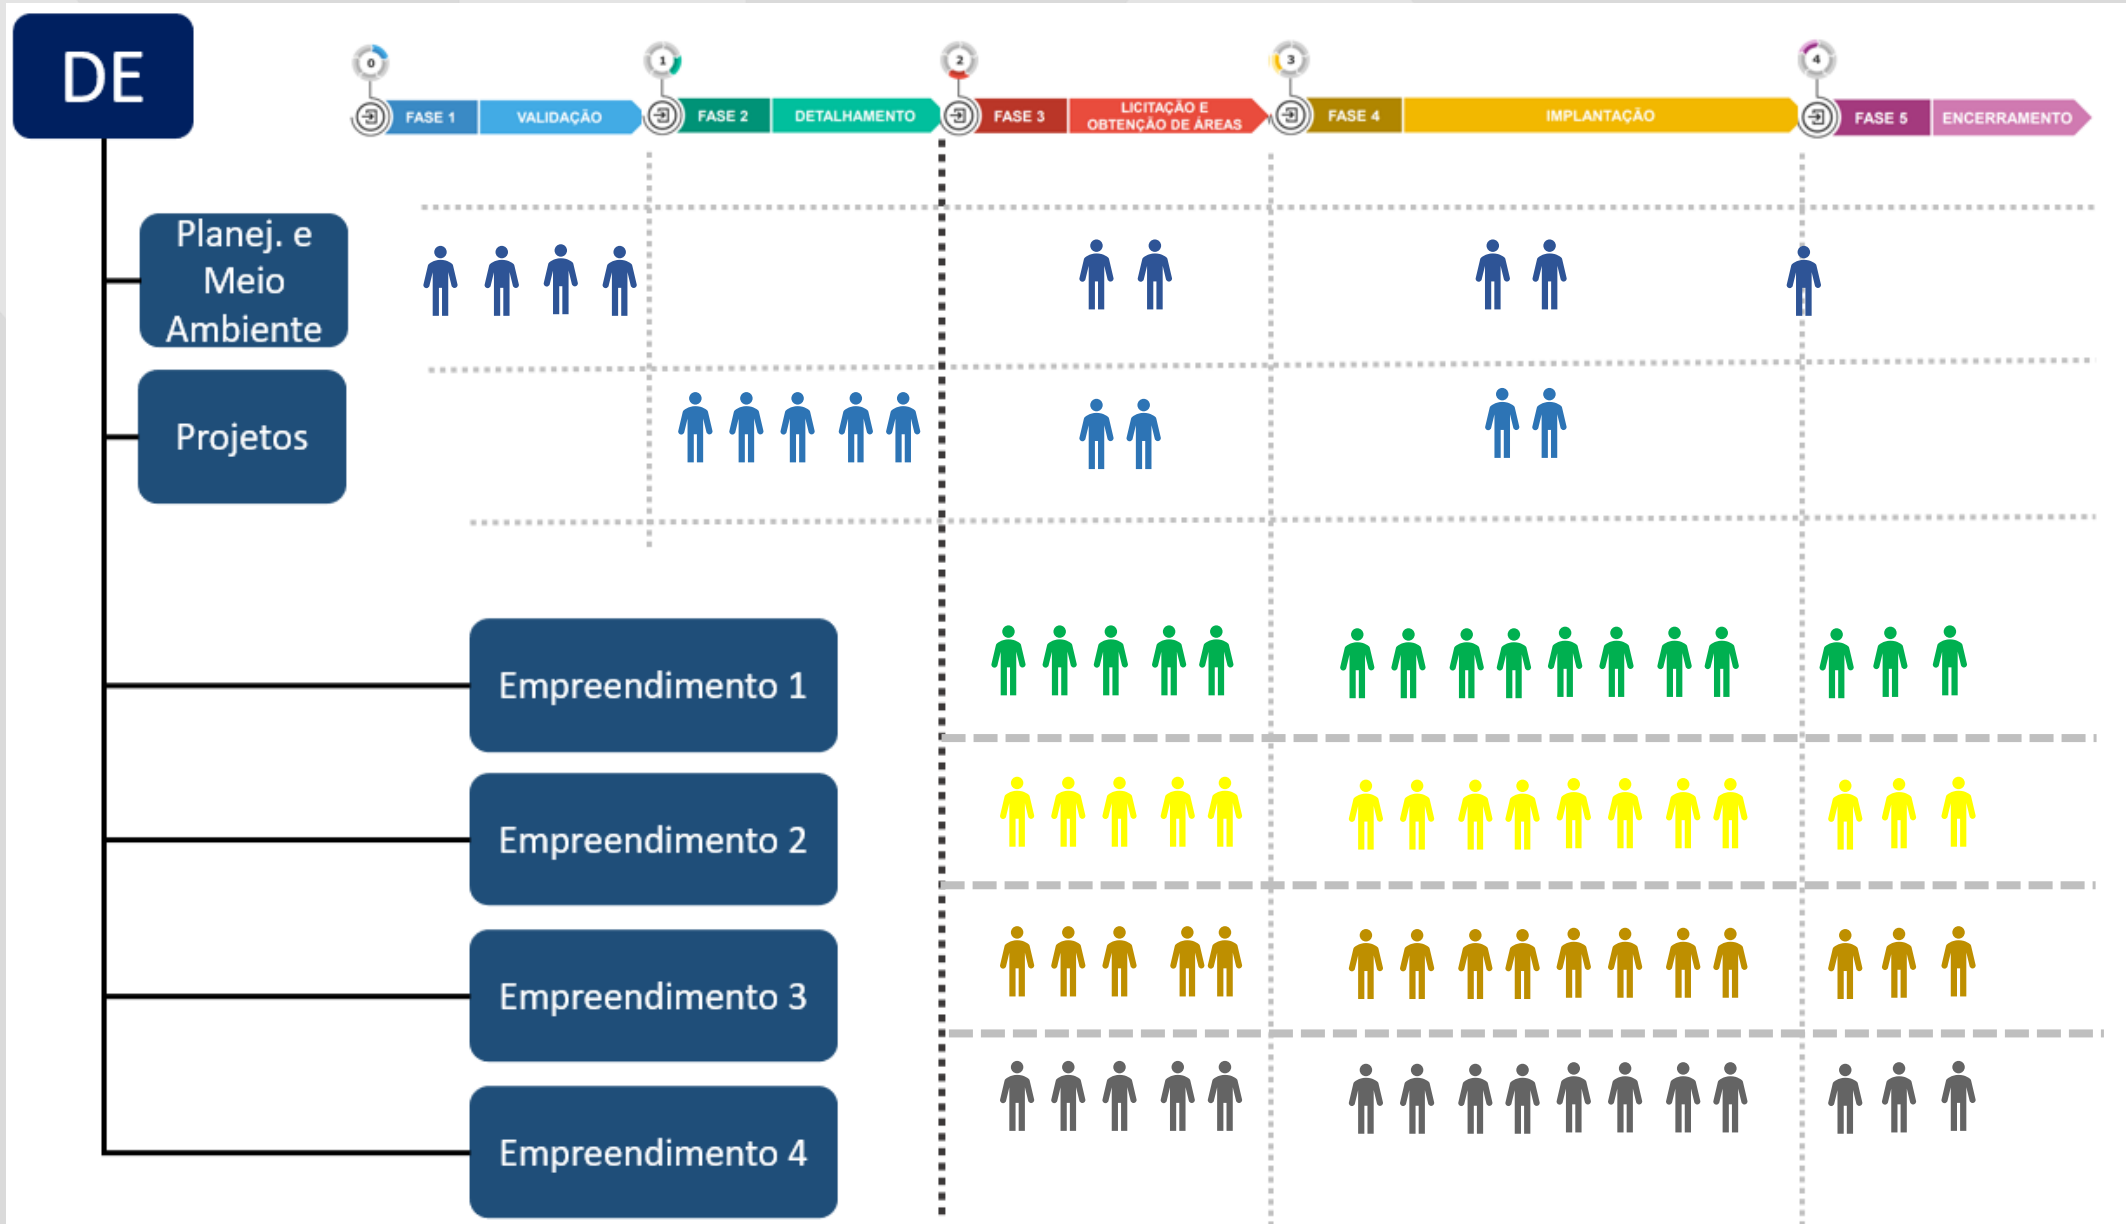 DE
0
1
2
3
4
FASE 1
VALIDAÇÃO
FASE 2
DETALHAMENTO
FASE 3
LICITAÇÃO E
OBTENÇÃO DE ÁREAS
FASE 4
IMPLANTAÇÃO
FASE 5
ENCERRAMENTO
Planej. e
Meio
Ambiente
Projetos
Empreendimento 1
Empreendimento 2
Empreendimento 3
Empreendimento 4